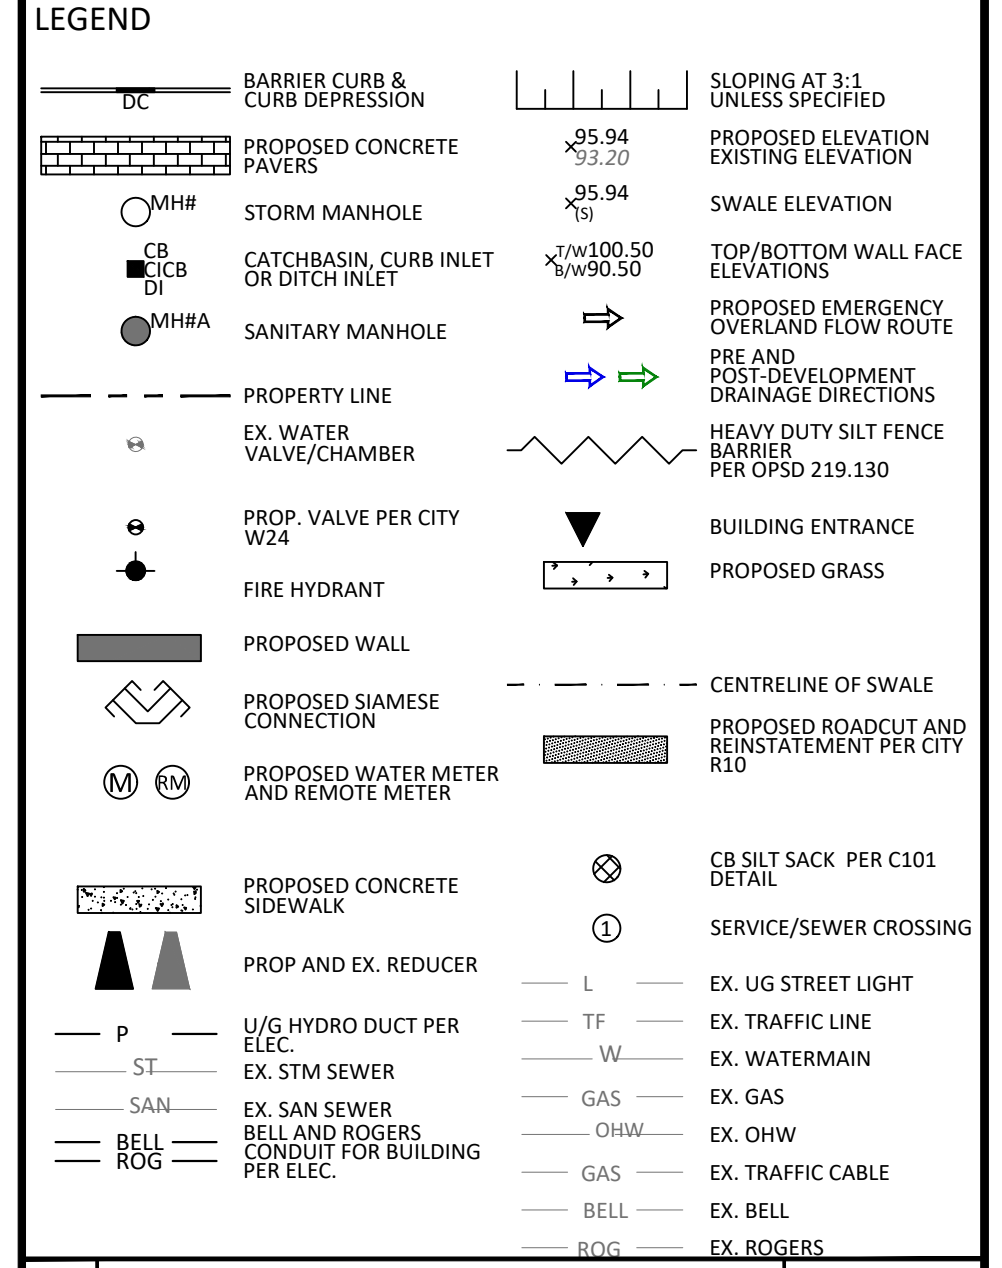 LEGEND
DC
BARRIER CURB &
CURB DEPRESSION
PROPOSED CONCRETE
PAVERS
MH#
STORM MANHOLE
CB
CICB
DI
CATCHBASIN, CURB INLET
OR DITCH INLET
MH#A
SANITARY MANHOLE
PROPERTY LINE
EX. WATER
VALVE/CHAMBER
PROP. VALVE PER CITY
W24
FIRE HYDRANT
PROPOSED WALL
PROPOSED SIAMESE
CONNECTION
M RM
PROPOSED WATER METER
AND REMOTE METER
PROPOSED CONCRETE
SIDEWALK
PROP AND EX. REDUCER
P
U/G HYDRO DUCT PER
ELEC.
ST
EX. STM SEWER
SAN
EX. SAN SEWER
BELL
ROG
BELL AND ROGERS
CONDUIT FOR BUILDING
PER ELEC.
SLOPING AT 3:1
UNLESS SPECIFIED
95.94
93.20
PROPOSED ELEVATION
EXISTING ELEVATION
95.94
(S)
SWALE ELEVATION
T/W100.50
B/W90.50
TOP/BOTTOM WALL FACE
ELEVATIONS
PROPOSED EMERGENCY
OVERLAND FLOW ROUTE
PRE AND
POST-DEVELOPMENT
DRAINAGE DIRECTIONS
HEAVY DUTY SILT FENCE
BARRIER
PER OPSD 219.130
BUILDING ENTRANCE
PROPOSED GRASS
CENTRELINE OF SWALE
PROPOSED ROADCUT AND
REINSTATEMENT PER CITY
R10
CB SILT SACK PER C101
DETAIL
1
SERVICE/SEWER CROSSING
L
EX. UG STREET LIGHT
TF
EX. TRAFFIC LINE
W
EX. WATERMAIN
GAS
EX. GAS
OHW
EX. OHW
GAS
EX. TRAFFIC CABLE
BELL
EX. BELL
ROG
EX. ROGERS